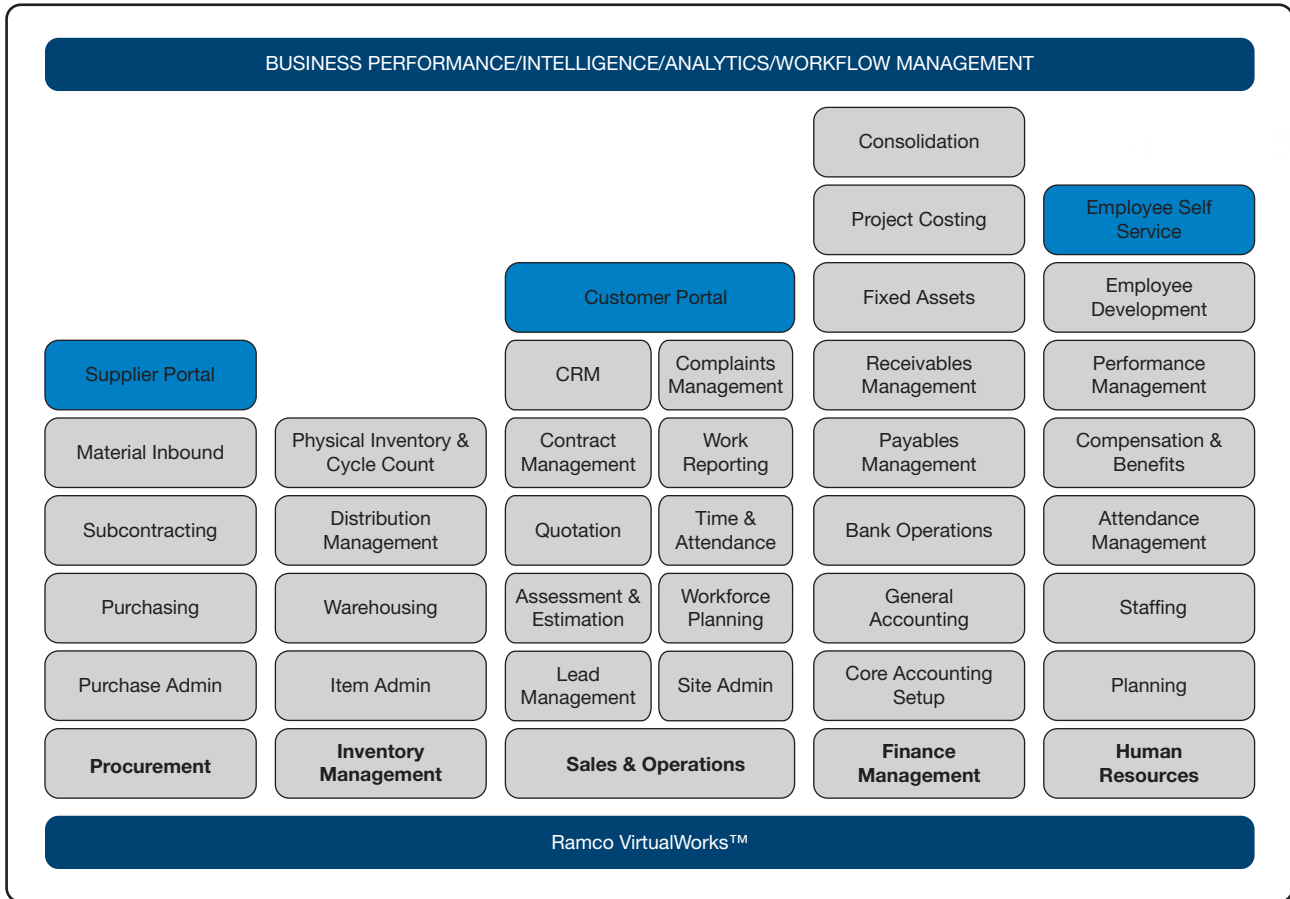 BUSINESS PERFORMANCE/INTELLIGENCE/ANALYTICS/WORKFLOW MANAGEMENT
Supplier Portal
Material Inbound
Subcontracting
Purchasing
Purchase Admin
Procurement
Physical Inventory &
Cycle Count
Distribution
Management
Warehousing
Item Admin
Inventory
Management
Customer Portal
CRM
Contract
Management
Quotation
Assessment &
Estimation
Lead
Management
Complaints
Management
Work
Reporting
Time &
Attendance
Workforce
Planning
Site Admin
Sales & Operations
Consolidation
Project Costing
Fixed Assets
Receivables
Management
Payables
Management
Bank Operations
General
Accounting
Core Accounting
Setup
Finance
Management
Employee Self
Service
Employee
Development
Performance
Management
Compensation &
Benefits
Attendance
Management
Staffing
Planning
Human
Resources
Ramco VirtualWorks™